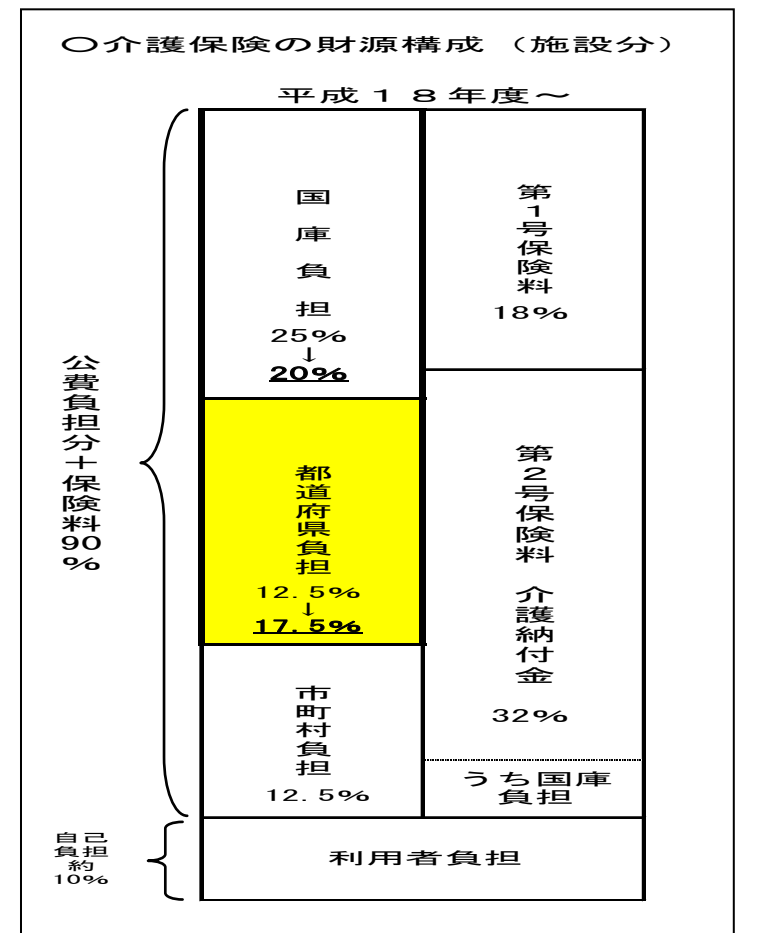 〇介護保険の財源構成（施設分）
平成18年度～
公費負担分＋保険料90%
国庫負担
25%
↓
20%
都道府県負担
12.5%
↓
17.5%
市町村負担
12.5%
第1号保険料
18%
第2号保険料 介護納付金
32%
うち国庫
負担
自己
負担
約
10%
利用者負担